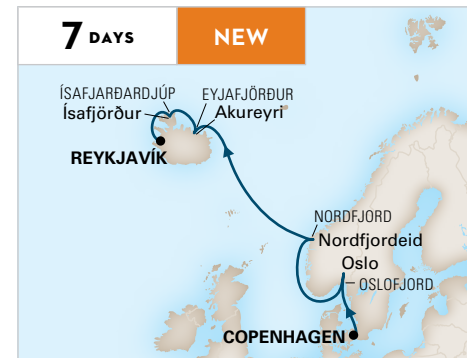 7 DAYS
NEW
ÍSAFJARÐARDJÚP
Ísafjörður
EYJAFJÖRÐUR
Akureyri
REYKJAVÍK
NORDFJORD
Nordfjordeid
Oslo
OSLOFJORD
COPENHAGEN